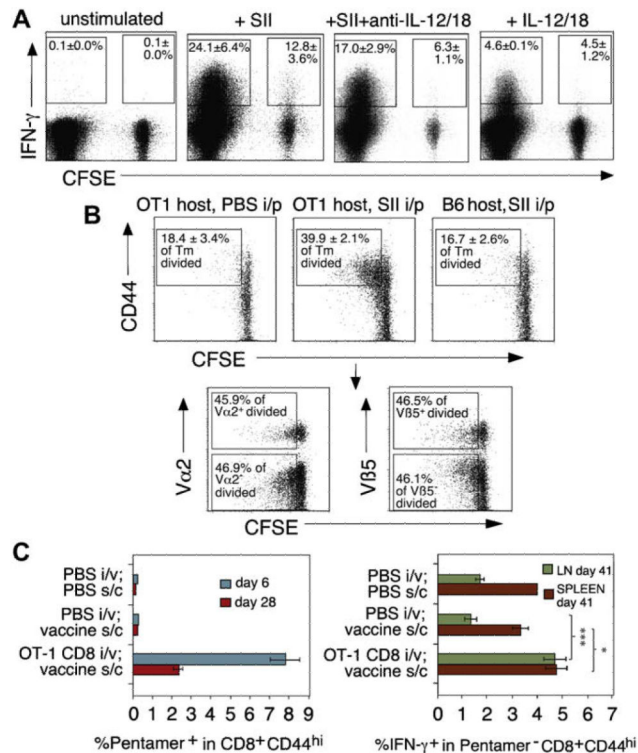 A
unstimulated
+ SII
+SII+anti-IL-12/18
+ IL-12/18
0.1±0.0%
0.1±
0.0%
24.1±6.4%
12.8±
3.6%
17.0±2.9%
6.3±
1.1%
4.6±0.1%
4.5±
1.2%
IFN-γ
CFSE
B
OT1 host, PBS i/p
OT1 host, SII i/p
B6 host, SII i/p
18.4 ± 3.4%
of Tm
divided
39.9 ± 2.1%
of Tm
divided
16.7 ± 2.6%
of Tm
divided
CD44
CFSE
45.9% of
Vα2⁺ divided
46.9% of
Vα2⁻
divided
46.5% of
Vß5⁺ divided
46.1%
of Vß5⁻
divided
Vα2
Vß5
CFSE
C
PBS i/v;
PBS s/c
PBS i/v;
vaccine s/c
OT-1 CD8 i/v;
vaccine s/c
day 6
day 28
0 1 2 3 4 5 6 7 8 9
%Pentamer⁺ in CD8⁺CD44hi
PBS i/v;
PBS s/c
PBS i/v;
vaccine s/c
OT-1 CD8 i/v;
vaccine s/c
LN day 41
SPLEEN
day 41
***
*
0 1 2 3 4 5 6 7
%IFN-γ+ in Pentamer⁻CD8⁺CD44hi